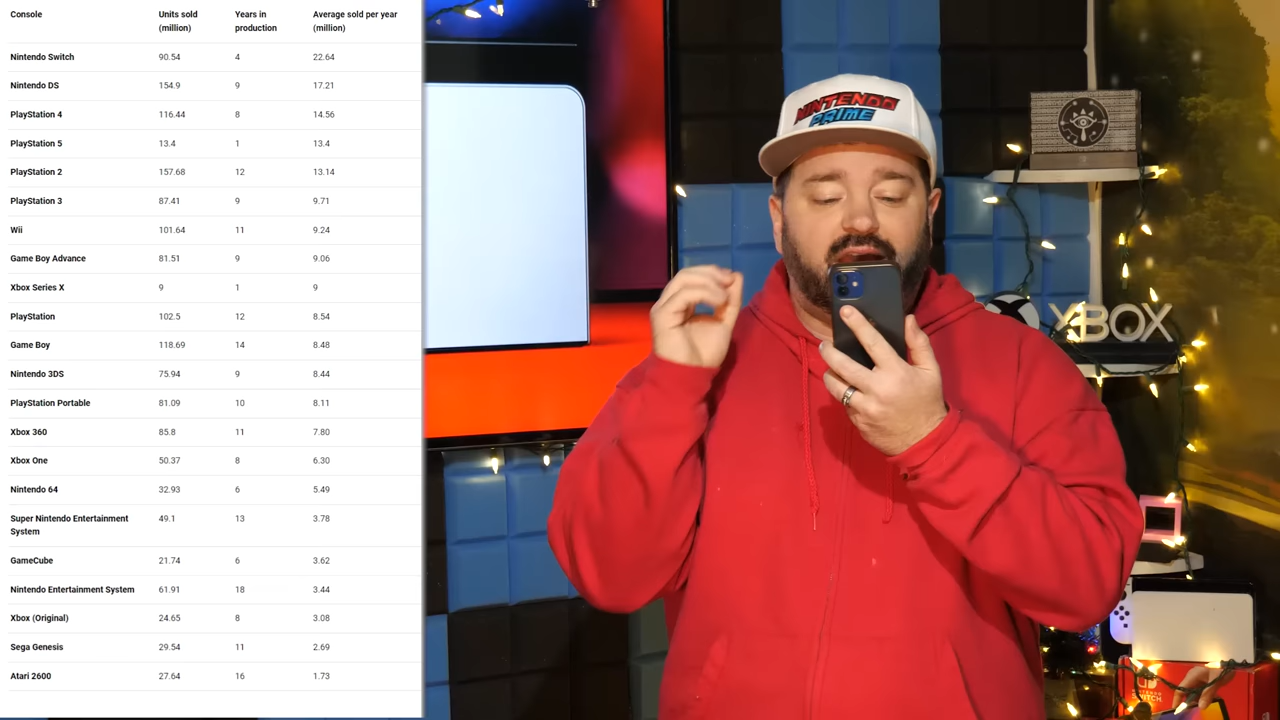 Console Units sold (million) Years in production Average sold per year (million)
Nintendo Switch 90.54 4 22.64
Nintendo DS 154.9 9 17.21
PlayStation 4 116.44 8 14.56
PlayStation 5 13.4 1 13.4
PlayStation 2 157.68 12 13.14
PlayStation 3 87.41 9 9.71
Wii 101.64 11 9.24
Game Boy Advance 81.51 9 9.06
Xbox Series X 9 1 9
PlayStation 102.5 12 8.54
Game Boy 118.69 14 8.48
Nintendo 3DS 75.94 9 8.44
PlayStation Portable 81.09 10 8.11
Xbox 360 85.8 11 7.80
Xbox One 50.37 8 6.30
Nintendo 64 32.93 6 5.49
Super Nintendo Entertainment System 49.1 13 3.78
GameCube 21.74 6 3.62
Nintendo Entertainment System 61.91 18 3.44
Xbox (Original) 24.65 8 3.08
Sega Genesis 29.54 11 2.69
Atari 2600 27.64 16 1.73
NINTENDO
PRIME
XBOX
NINTENDO
SWITCH